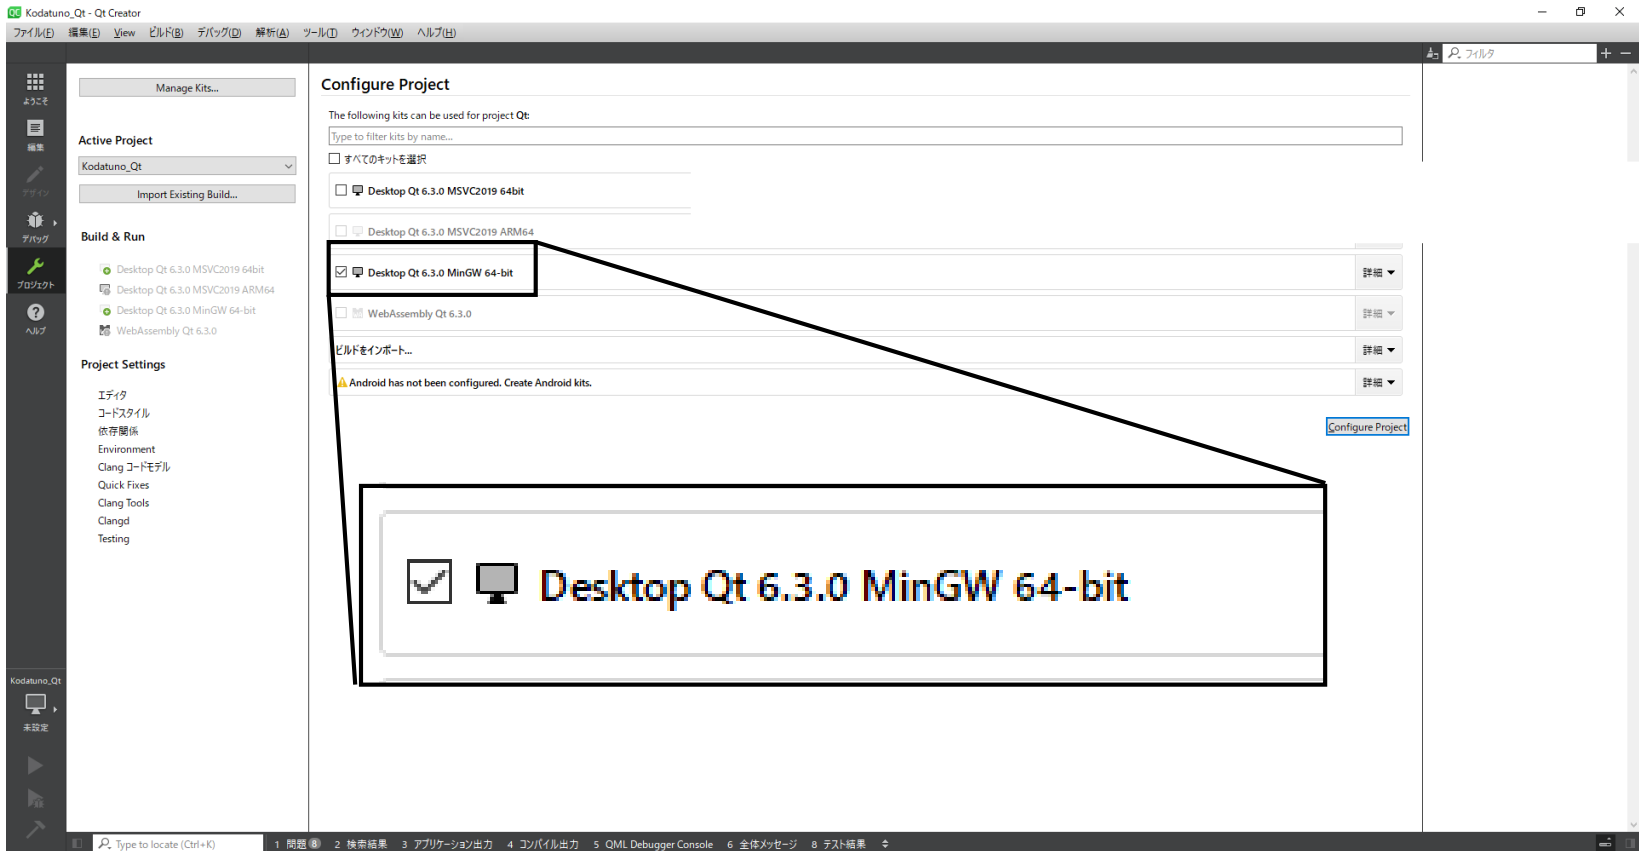 Kodatuno_Qt - Qt Creator
ファイル(F) 編集(E) View ビルド(B) デバッグ(D) 解析(A) ツール(T) ウィンドウ(W) ヘルプ(H)
フィルタ
ようこそ
編集
デザイン
デバッグ
プロジェクト
ヘルプ
Manage Kits...
Active Project
Kodatuno_Qt
Import Existing Build...
Build & Run
Desktop Qt 6.3.0 MSVC2019 64bit
Desktop Qt 6.3.0 MSVC2019 ARM64
Desktop Qt 6.3.0 MinGW 64-bit
WebAssembly Qt 6.3.0
Project Settings
エディタ
コードスタイル
依存関係
Environment
Clang コードモデル
Quick Fixes
Clang Tools
Clangd
Testing
Configure Project
The following kits can be used for project Qt:
Type to filter kits by name...
すべてのキットを選択
Desktop Qt 6.3.0 MSVC2019 64bit
Desktop Qt 6.3.0 MSVC2019 ARM64
Desktop Qt 6.3.0 MinGW 64-bit 詳細
WebAssembly Qt 6.3.0 詳細
ビルドをインポート... 詳細
Android has not been configured. Create Android kits. 詳細
Configure Project
Desktop Qt 6.3.0 MinGW 64-bit
Kodatuno_Qt
未設定
Type to locate (Ctrl+K) 1 問題 8 2 検索結果 3 アプリケーション出力 4 コンパイル出力 5 QML Debugger Console 6 全体メッセージ 8 テスト結果